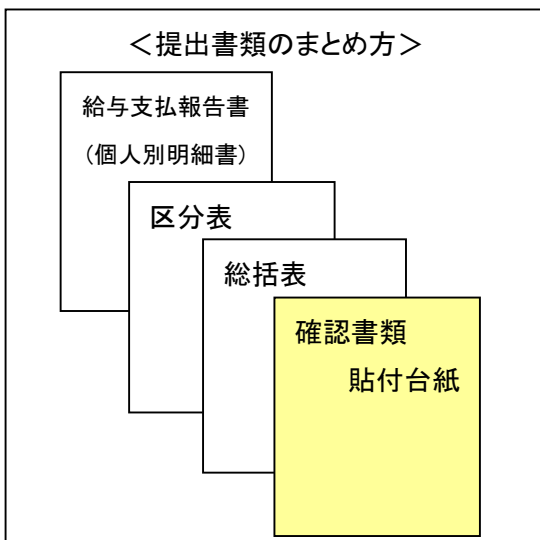 ＜提出書類のまとめ方＞
給与支払報告書
（個人別明細書）
区分表
総括表
確認書類
貼付台紙